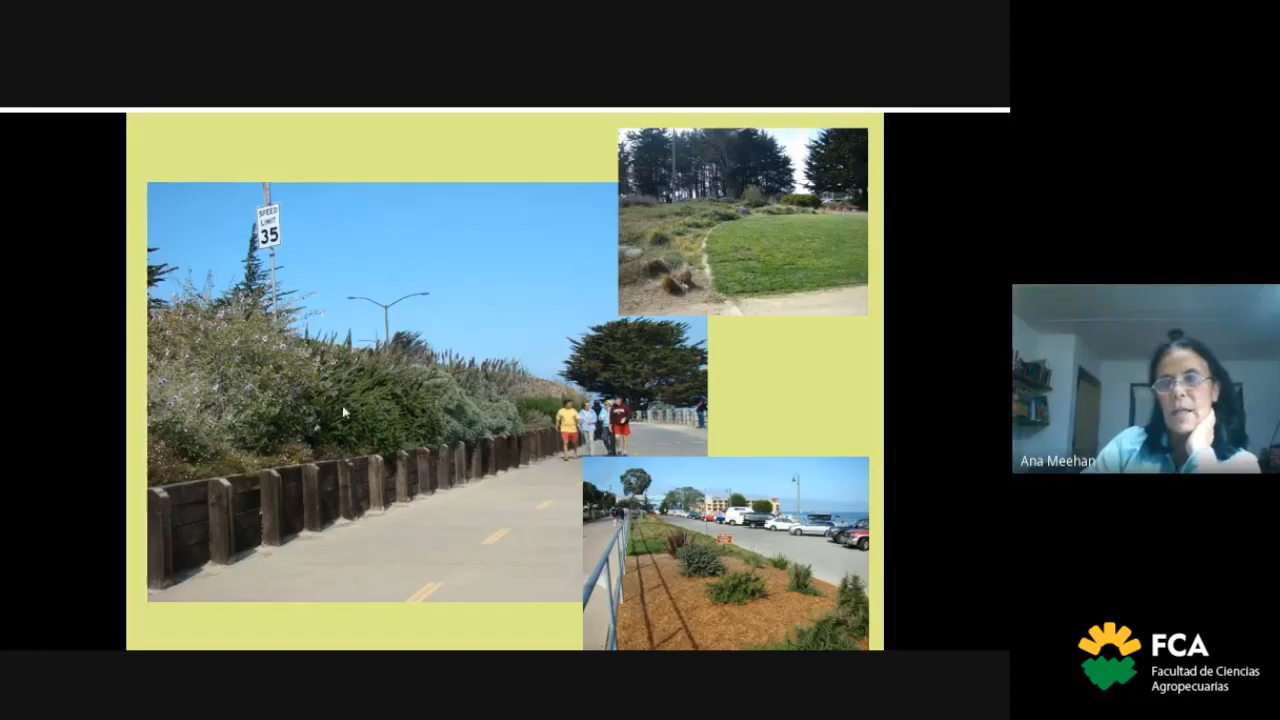 SPEED
LIMIT
35
Ana Meehan
FCA
Facultad de Ciencias
Agropecuarias